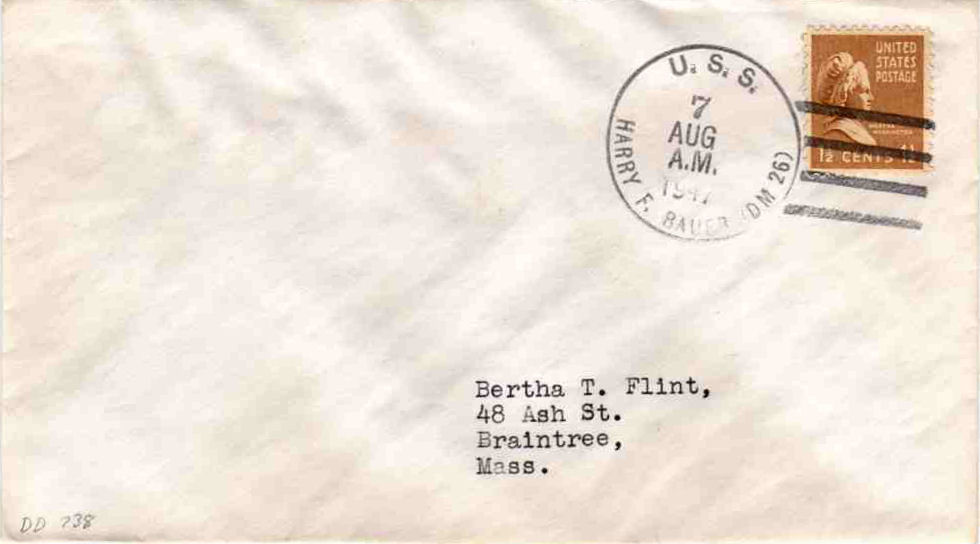 U. S. S.
7
AUG
A.M.
1947
HARRY F. BAUER (DM 26)
UNITED
STATES
POSTAGE
MARTHA
WASHINGTON
1½ CENTS 1½
Bertha T. Flint,
48 Ash St.
Braintree,
Mass.
DD 738